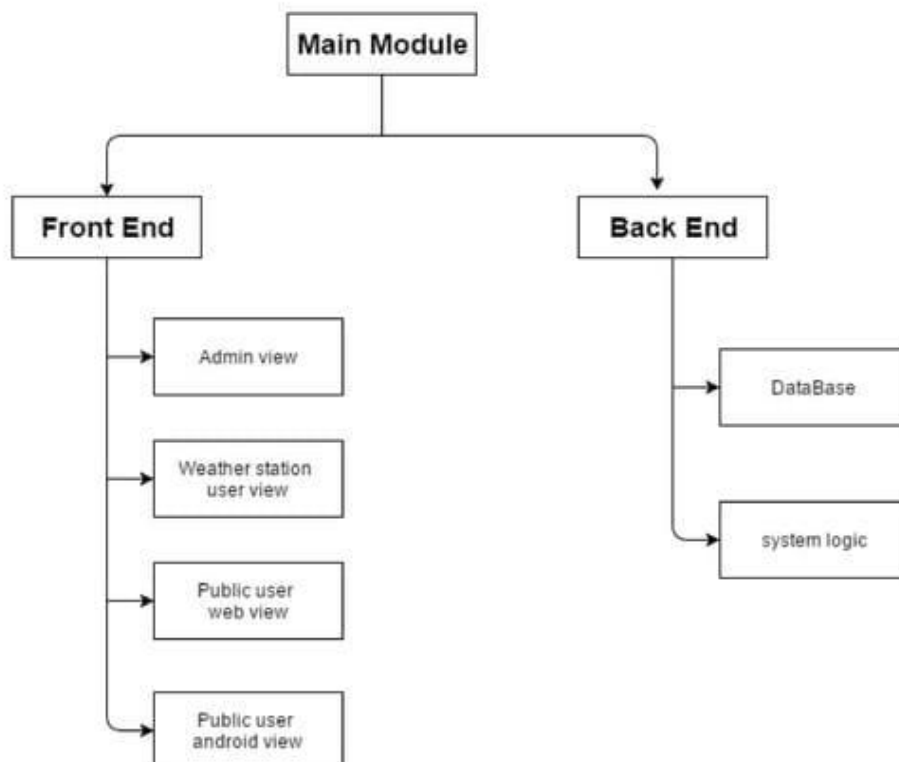 Main Module
Front End
Back End
Admin view
Weather station
user view
Public user
web view
Public user
android view
DataBase
system logic